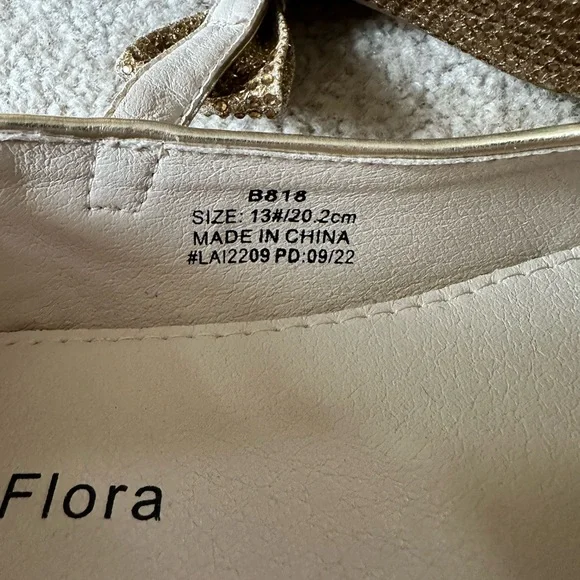 B818
SIZE: 13#/20.2cm
MADE IN CHINA
#LAI2209 PD:09/22
Flora